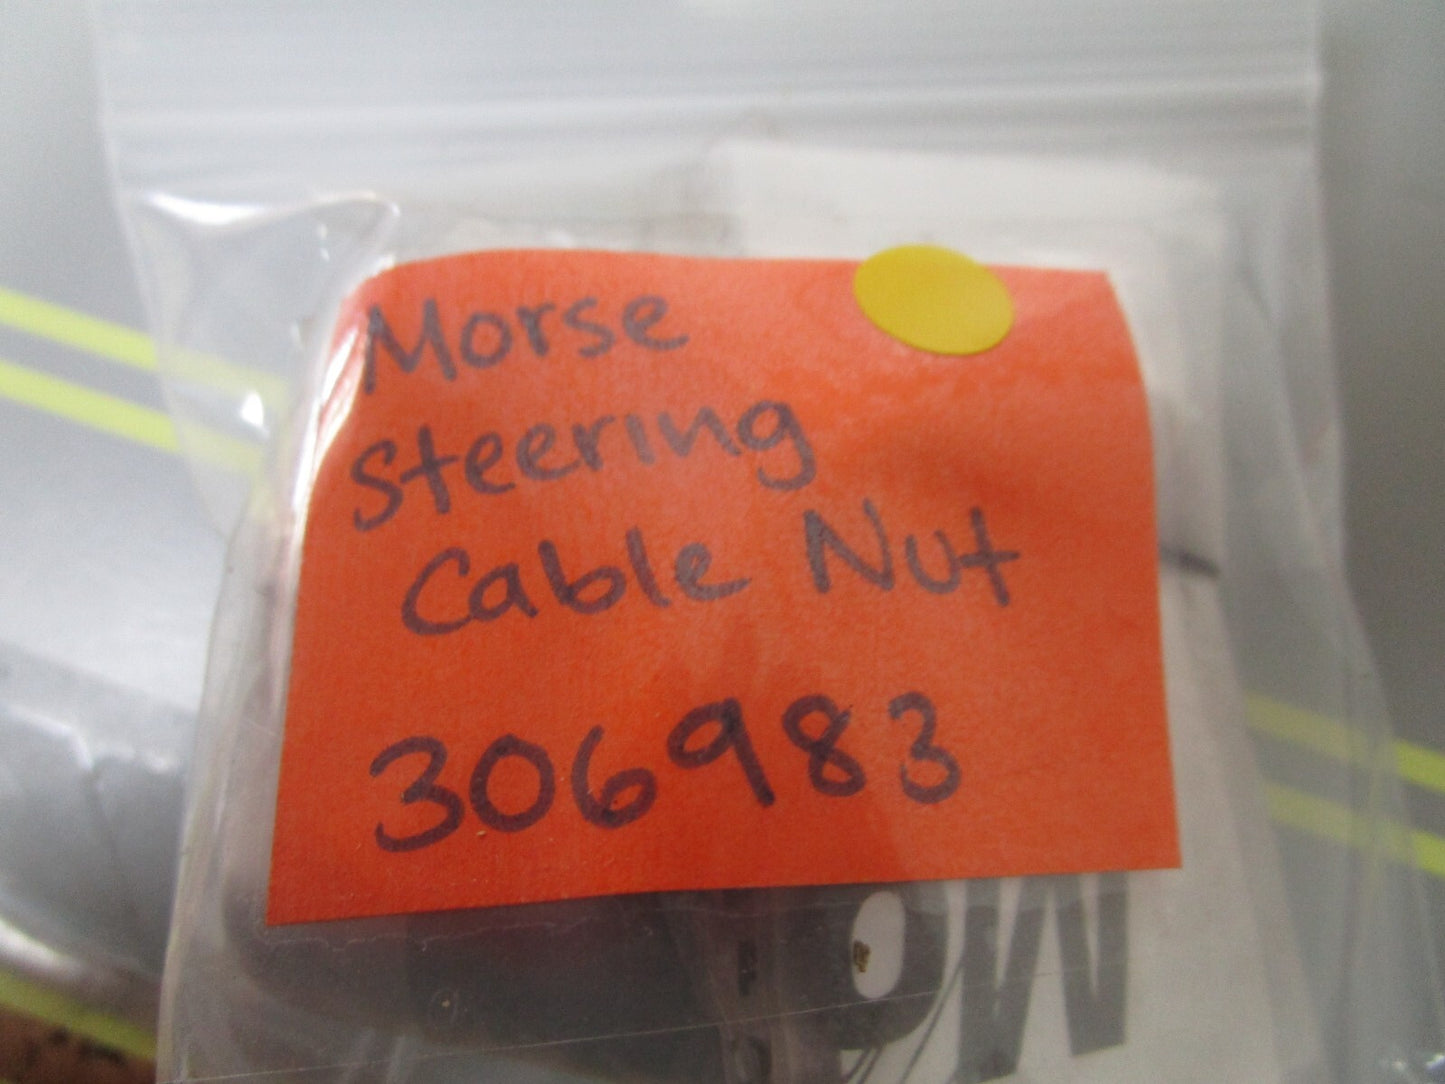 Morse
Steering
Cable Nut
306983